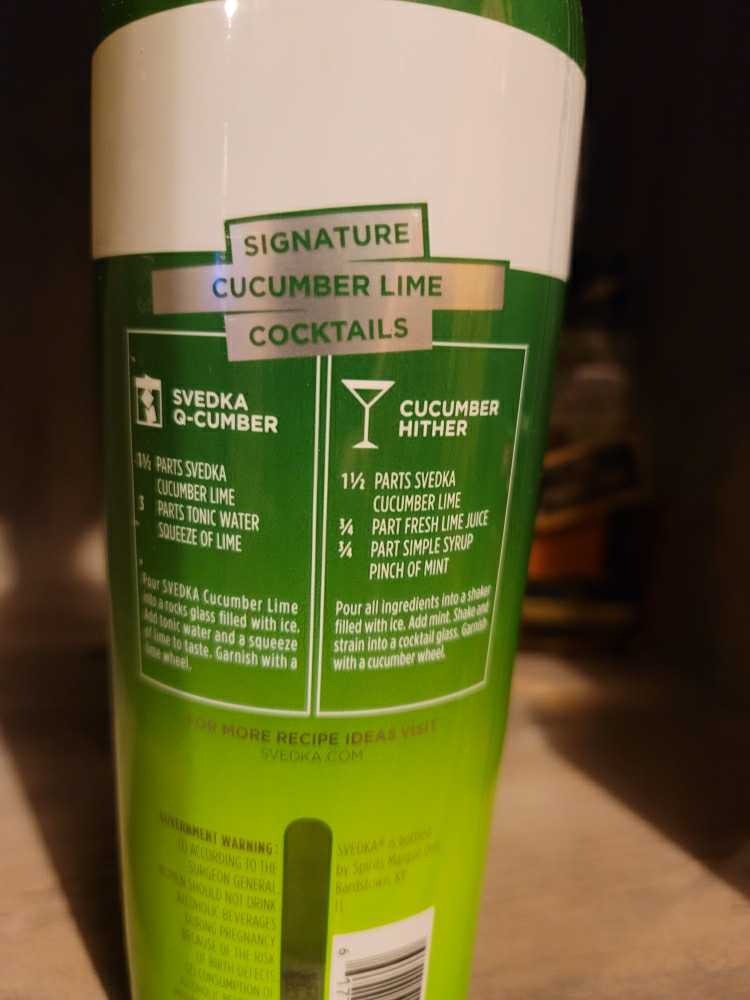 SIGNATURE
CUCUMBER LIME
COCKTAILS
SVEDKA
Q-CUMBER
1½ PARTS SVEDKA
CUCUMBER LIME
3 PARTS TONIC WATER
SQUEEZE OF LIME
Pour SVEDKA Cucumber Lime
into a rocks glass filled with ice.
Add tonic water and a squeeze
of lime to taste. Garnish with a
lime wheel.
CUCUMBER
HITHER
1½ PARTS SVEDKA
CUCUMBER LIME
¾ PART FRESH LIME JUICE
¾ PART SIMPLE SYRUP
PINCH OF MINT
Pour all ingredients into a shaker
filled with ice. Add mint. Shake and
strain into a cocktail glass. Garnish
with a cucumber wheel.
FOR MORE RECIPE IDEAS VISIT
SVEDKA.COM
GOVERNMENT WARNING:
(1) ACCORDING TO THE
SURGEON GENERAL,
WOMEN SHOULD NOT DRINK
ALCOHOLIC BEVERAGES
DURING PREGNANCY
BECAUSE OF THE RISK
OF BIRTH DEFECTS.
(2) CONSUMPTION OF
SVEDKA® is bottled
by Spirits Marque One,
Bardstown, KY
1L